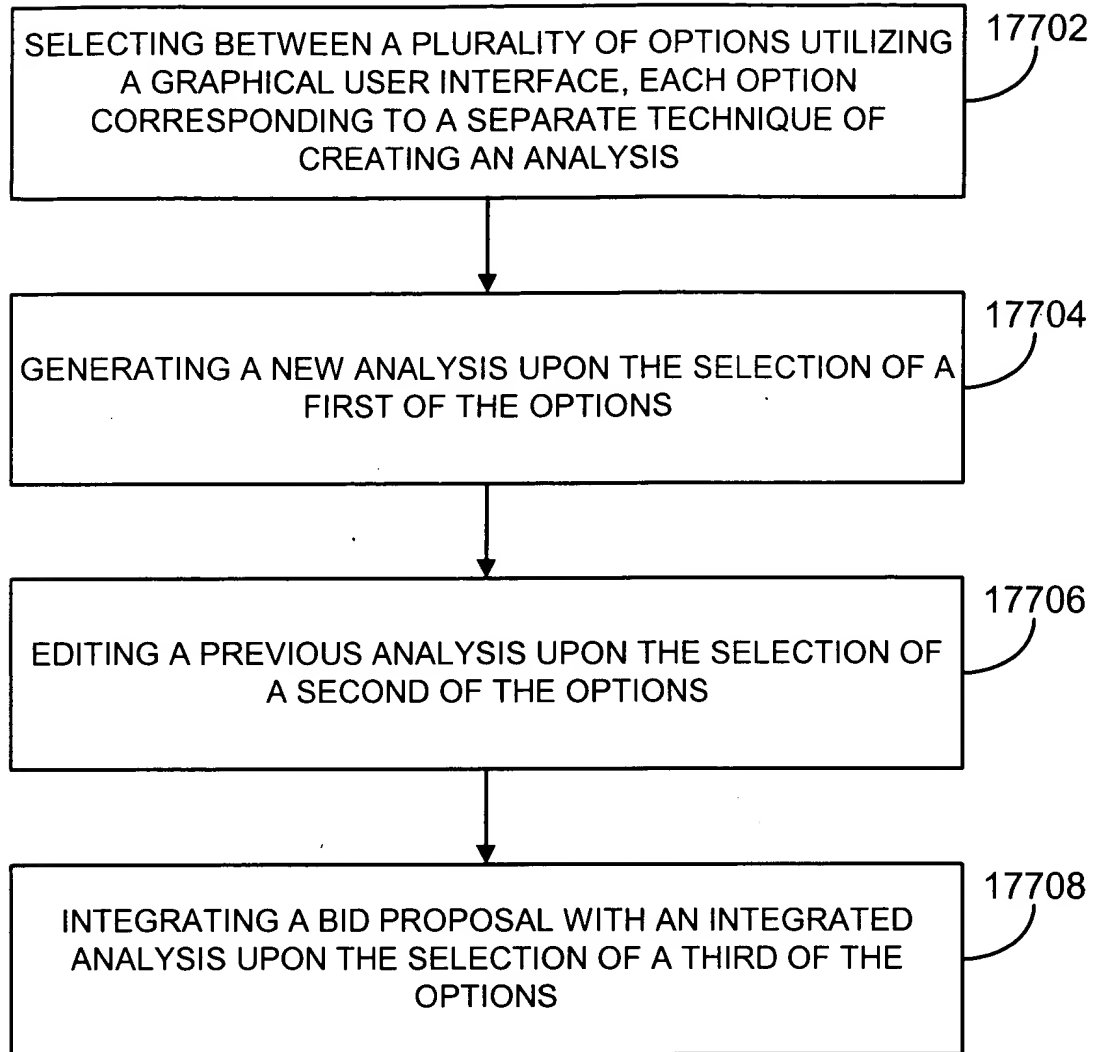 SELECTING BETWEEN A PLURALITY OF OPTIONS UTILIZING
A GRAPHICAL USER INTERFACE, EACH OPTION
CORRESPONDING TO A SEPARATE TECHNIQUE OF
CREATING AN ANALYSIS
17702
GENERATING A NEW ANALYSIS UPON THE SELECTION OF A
FIRST OF THE OPTIONS
17704
EDITING A PREVIOUS ANALYSIS UPON THE SELECTION OF
A SECOND OF THE OPTIONS
17706
INTEGRATING A BID PROPOSAL WITH AN INTEGRATED
ANALYSIS UPON THE SELECTION OF A THIRD OF THE
OPTIONS
17708